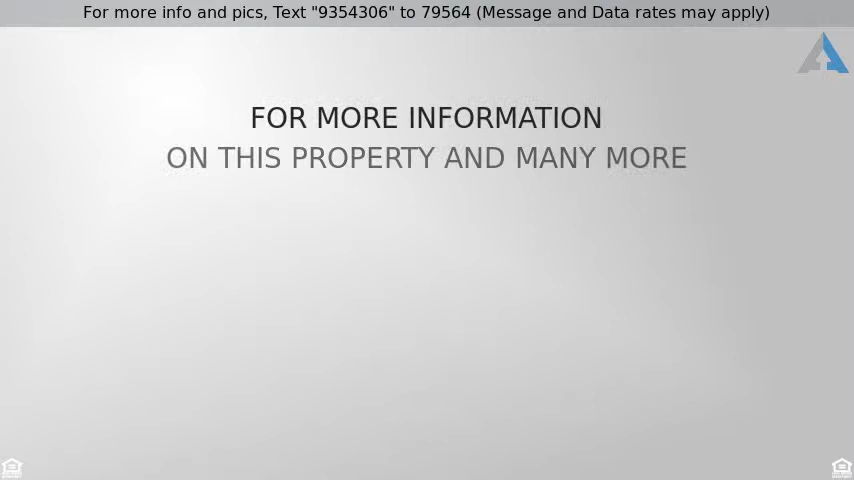 For more info and pics, Text "9354306" to 79564 (Message and Data rates may apply)
FOR MORE INFORMATION
ON THIS PROPERTY AND MANY MORE